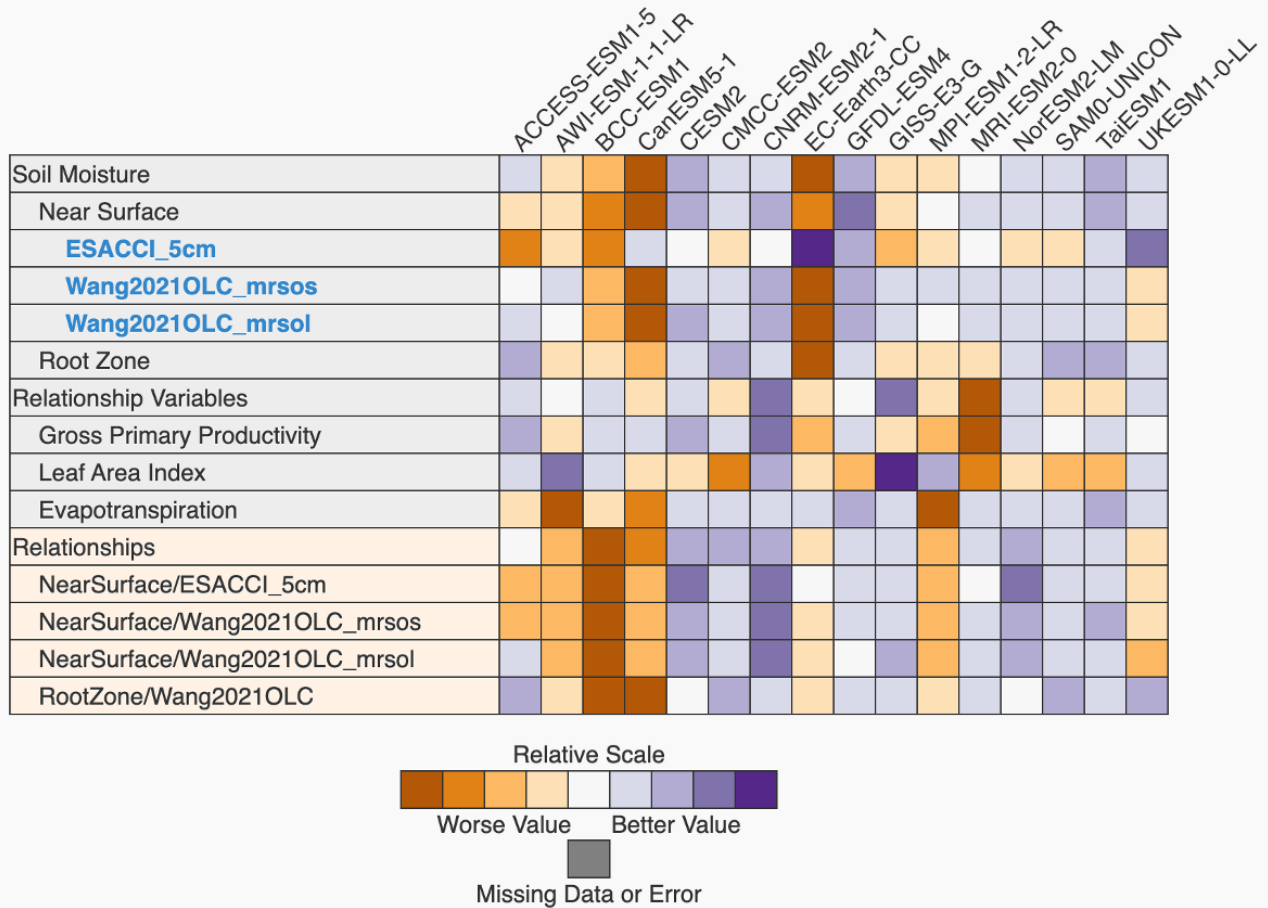 ACCESS-ESM1-5
AWI-ESM-1-1-LR
BCC-ESM1
CanESM5-1
CESM2
CMCC-ESM2
CNRM-ESM2-1
EC-Earth3-CC
GFDL-ESM4
GISS-E3-G
MPI-ESM1-2-LR
MRI-ESM2-0
NorESM2-LM
SAM0-UNICON
TaiESM1
UKESM1-0-LL
Soil Moisture
Near Surface
ESACCI_5cm
Wang2021OLC_mrsos
Wang2021OLC_mrsol
Root Zone
Relationship Variables
Gross Primary Productivity
Leaf Area Index
Evapotranspiration
Relationships
NearSurface/ESACCI_5cm
NearSurface/Wang2021OLC_mrsos
NearSurface/Wang2021OLC_mrsol
RootZone/Wang2021OLC
Relative Scale
Worse Value Better Value
Missing Data or Error